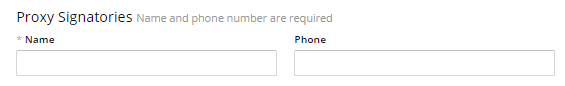 Proxy Signatories Name and phone number are required
* Name Phone